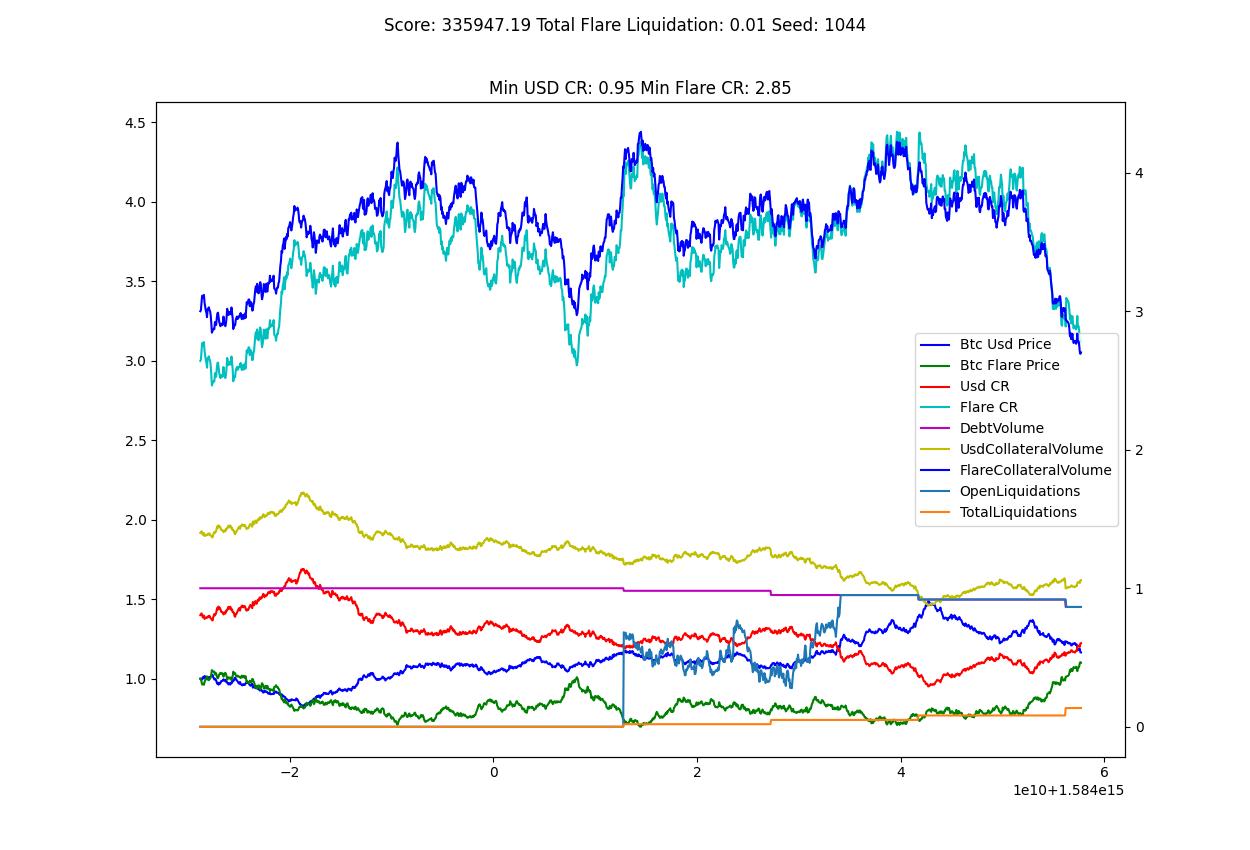 Score: 335947.19 Total Flare Liquidation: 0.01 Seed: 1044
Min USD CR: 0.95 Min Flare CR: 2.85
4.5
4.0
3.5
3.0
2.5
2.0
1.5
1.0
4
3
2
1
0
Btc Usd Price
Btc Flare Price
Usd CR
Flare CR
DebtVolume
UsdCollateralVolume
FlareCollateralVolume
OpenLiquidations
TotalLiquidations
−2 0 2 4 6
1e10+1.584e15